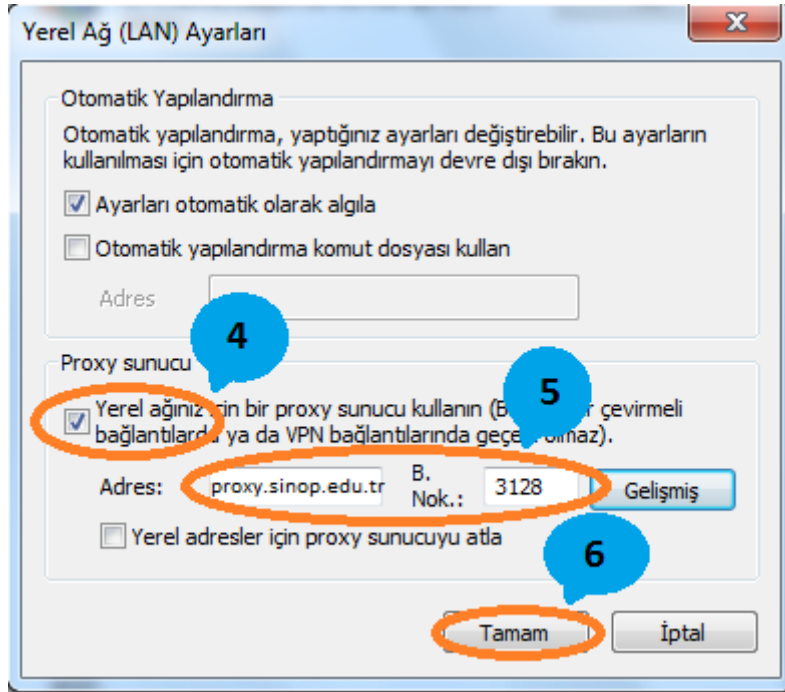 Yerel Ağ (LAN) Ayarları
X
Otomatik Yapılandırma
Otomatik yapılandırma, yaptığınız ayarları değiştirebilir. Bu ayarların
kullanılması için otomatik yapılandırmayı devre dışı bırakın.
Ayarları otomatik olarak algıla
Otomatik yapılandırma komut dosyası kullan
Adres
4
Proxy sunucu
5
Yerel ağınız için bir proxy sunucu kullanın çevirmeli
bağlantılarda ya da VPN bağlantılarında olmaz).
Adres: proxy.sinop.edu.tr B. Nok.: 3128 Gelişmiş
Yerel adresler için proxy sunucuyu atla
6
Tamam İptal